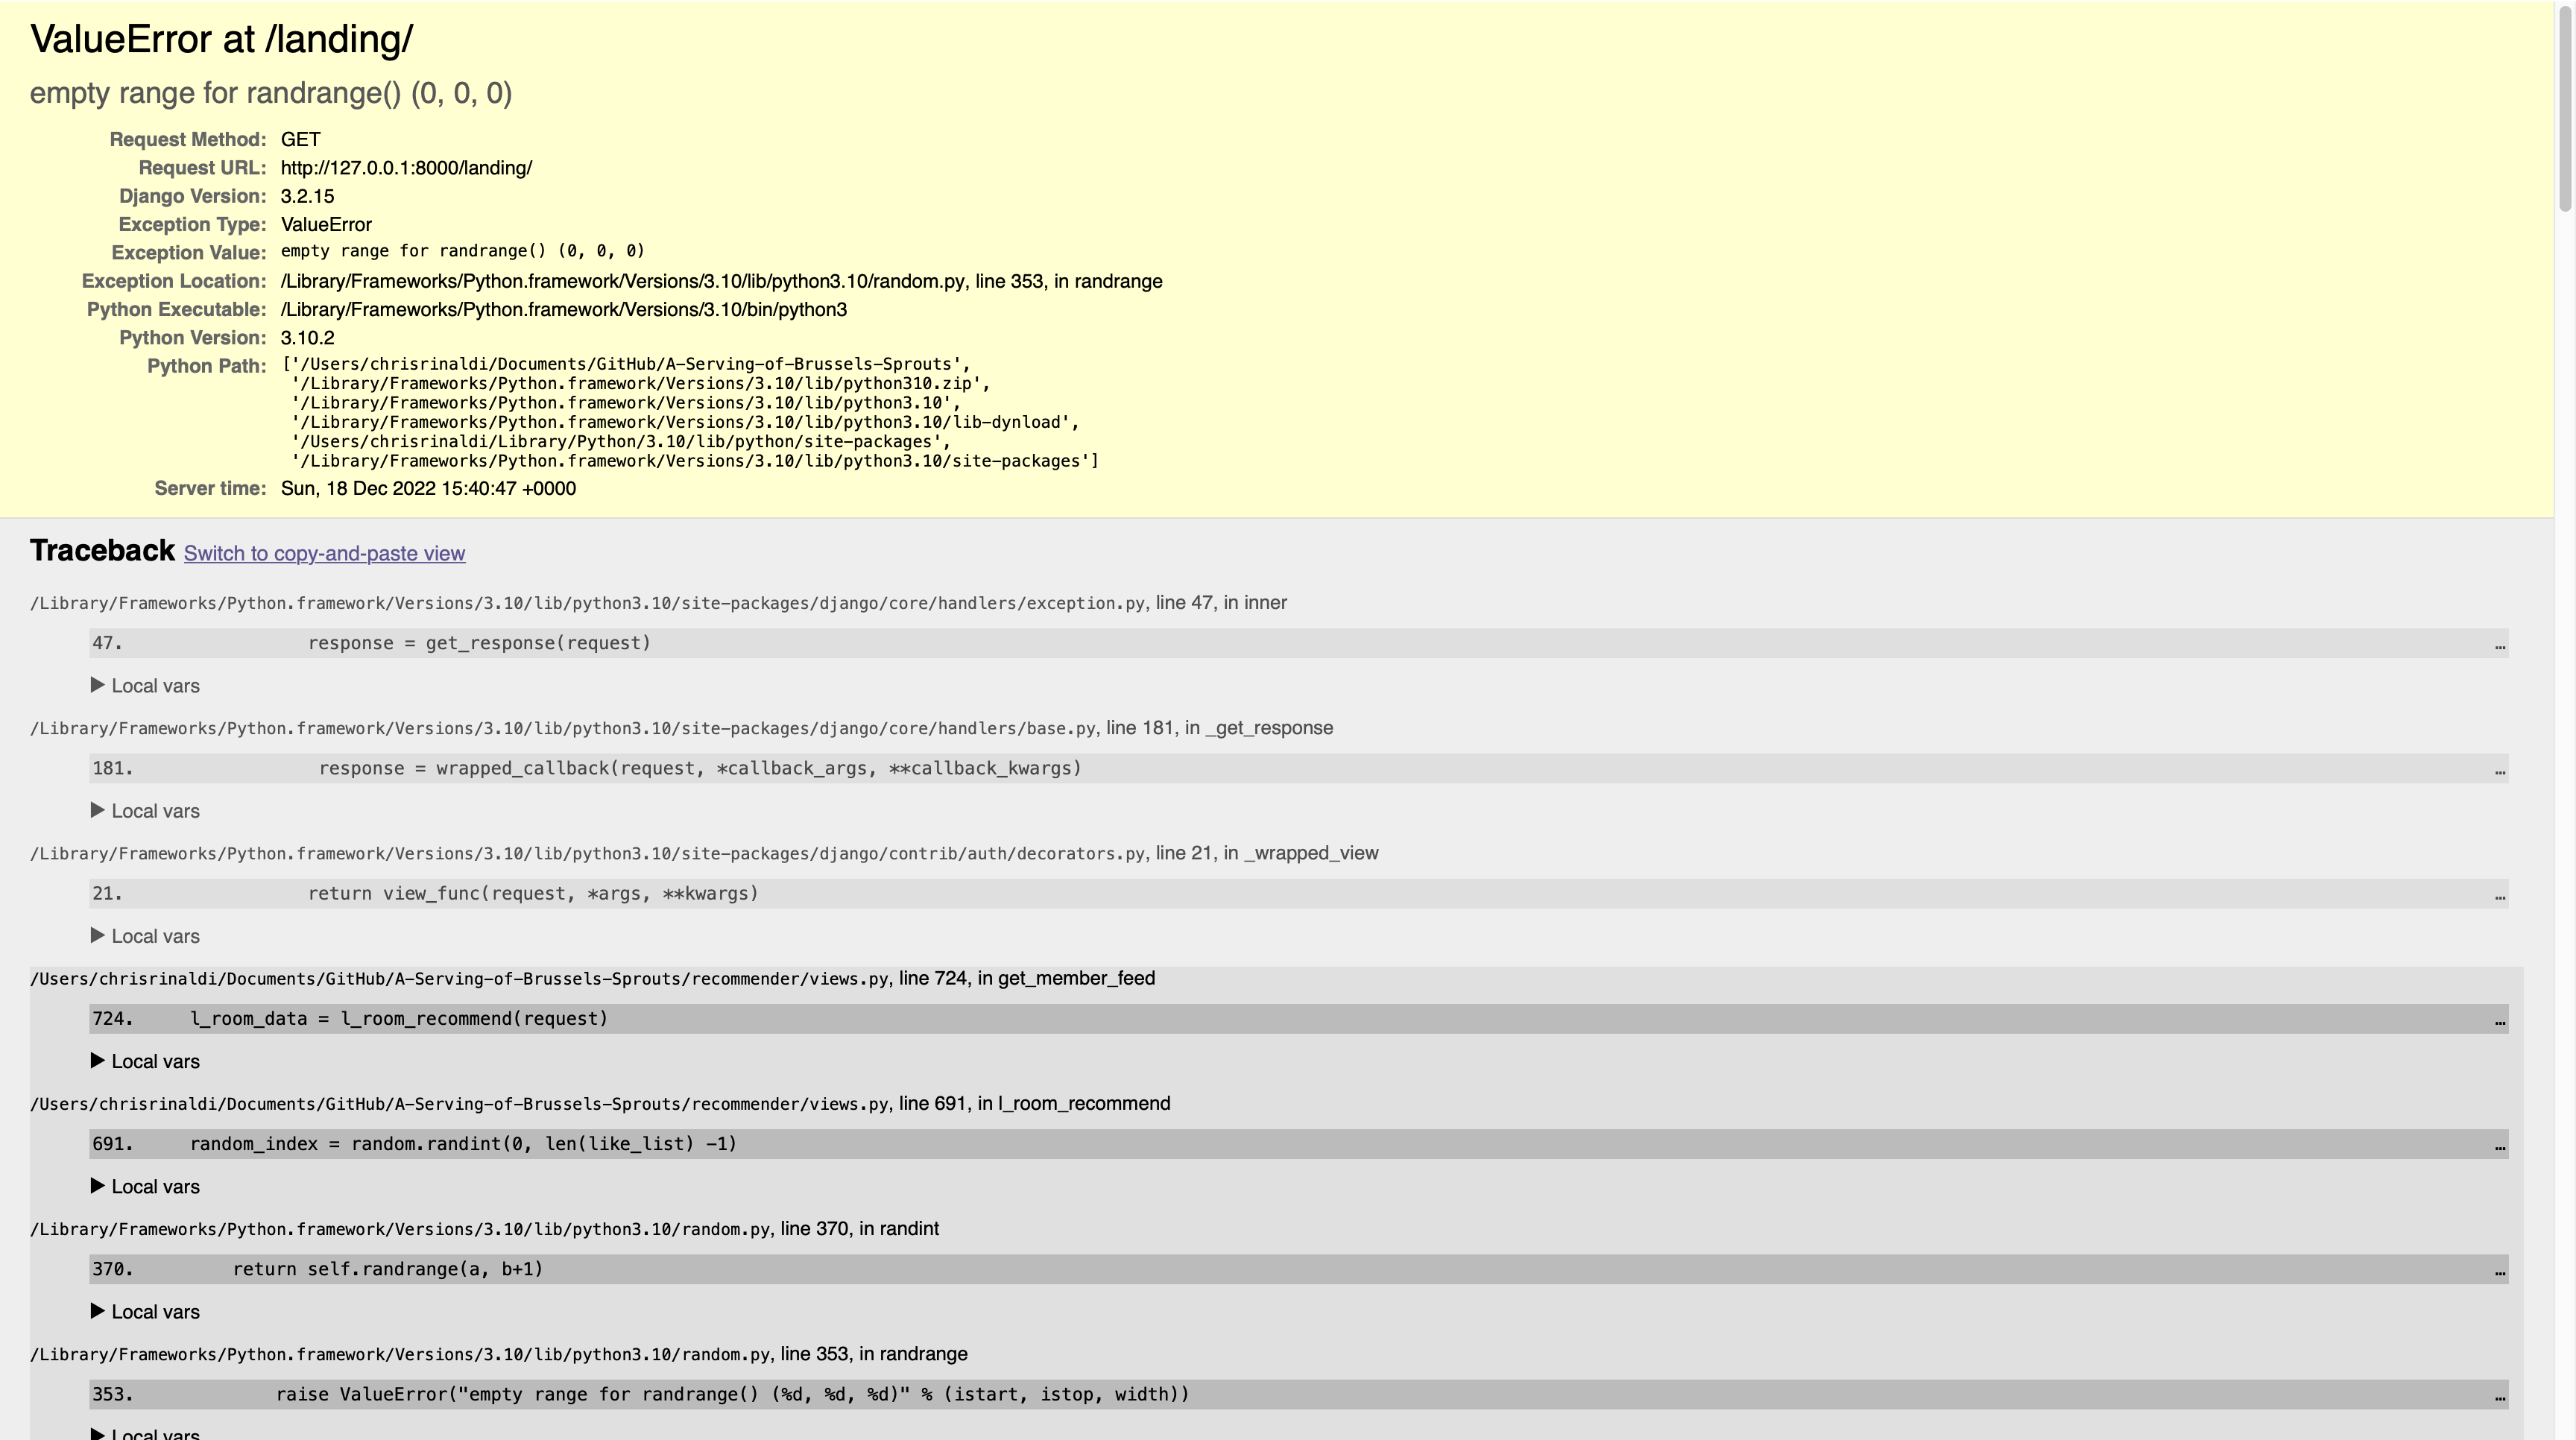 ValueError at /landing/
empty range for randrange() (0, 0, 0)
Request Method: GET
Request URL: http://127.0.0.1:8000/landing/
Django Version: 3.2.15
Exception Type: ValueError
Exception Value: empty range for randrange() (0, 0, 0)
Exception Location: /Library/Frameworks/Python.framework/Versions/3.10/lib/python3.10/random.py, line 353, in randrange
Python Executable: /Library/Frameworks/Python.framework/Versions/3.10/bin/python3
Python Version: 3.10.2
Python Path: ['/Users/chrisrinaldi/Documents/GitHub/A-Serving-of-Brussels-Sprouts',
'/Library/Frameworks/Python.framework/Versions/3.10/lib/python310.zip',
'/Library/Frameworks/Python.framework/Versions/3.10/lib/python3.10',
'/Library/Frameworks/Python.framework/Versions/3.10/lib/python3.10/lib-dynload',
'/Users/chrisrinaldi/Library/Python/3.10/lib/python/site-packages',
'/Library/Frameworks/Python.framework/Versions/3.10/lib/python3.10/site-packages']
Server time: Sun, 18 Dec 2022 15:40:47 +0000
Traceback Switch to copy-and-paste view
/Library/Frameworks/Python.framework/Versions/3.10/lib/python3.10/site-packages/django/core/handlers/exception.py, line 47, in inner
47. response = get_response(request) …
▶ Local vars
/Library/Frameworks/Python.framework/Versions/3.10/lib/python3.10/site-packages/django/core/handlers/base.py, line 181, in _get_response
181. response = wrapped_callback(request, *callback_args, **callback_kwargs) …
▶ Local vars
/Library/Frameworks/Python.framework/Versions/3.10/lib/python3.10/site-packages/django/contrib/auth/decorators.py, line 21, in _wrapped_view
21. return view_func(request, *args, **kwargs) …
▶ Local vars
/Users/chrisrinaldi/Documents/GitHub/A-Serving-of-Brussels-Sprouts/recommender/views.py, line 724, in get_member_feed
724. l_room_data = l_room_recommend(request) …
▶ Local vars
/Users/chrisrinaldi/Documents/GitHub/A-Serving-of-Brussels-Sprouts/recommender/views.py, line 691, in l_room_recommend
691. random_index = random.randint(0, len(like_list) -1) …
▶ Local vars
/Library/Frameworks/Python.framework/Versions/3.10/lib/python3.10/random.py, line 370, in randint
370. return self.randrange(a, b+1) …
▶ Local vars
/Library/Frameworks/Python.framework/Versions/3.10/lib/python3.10/random.py, line 353, in randrange
353. raise ValueError("empty range for randrange() (%d, %d, %d)" % (istart, istop, width)) …
▶ Local vars